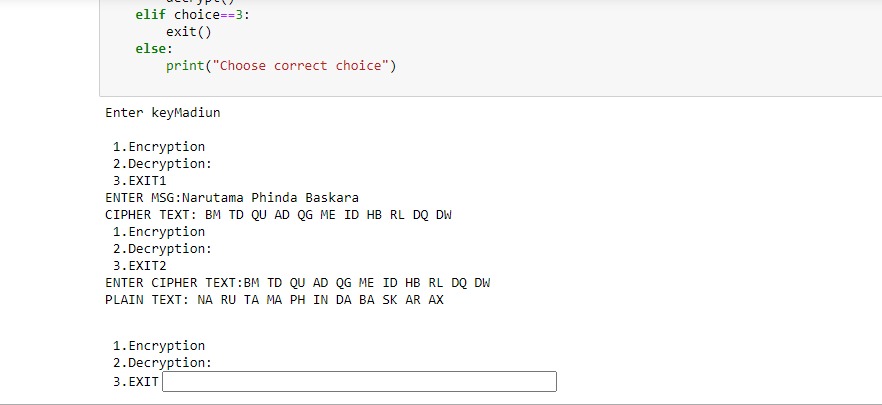 elif choice==3:
exit()
else:
print("Choose correct choice")
Enter keyMadiun
1.Encryption
2.Decryption:
3.EXIT1
ENTER MSG:Narutama Phinda Baskara
CIPHER TEXT: BM TD QU AD QG ME ID HB RL DQ DW
1.Encryption
2.Decryption:
3.EXIT2
ENTER CIPHER TEXT:BM TD QU AD QG ME ID HB RL DQ DW
PLAIN TEXT: NA RU TA MA PH IN DA BA SK AR AX
1.Encryption
2.Decryption:
3.EXIT